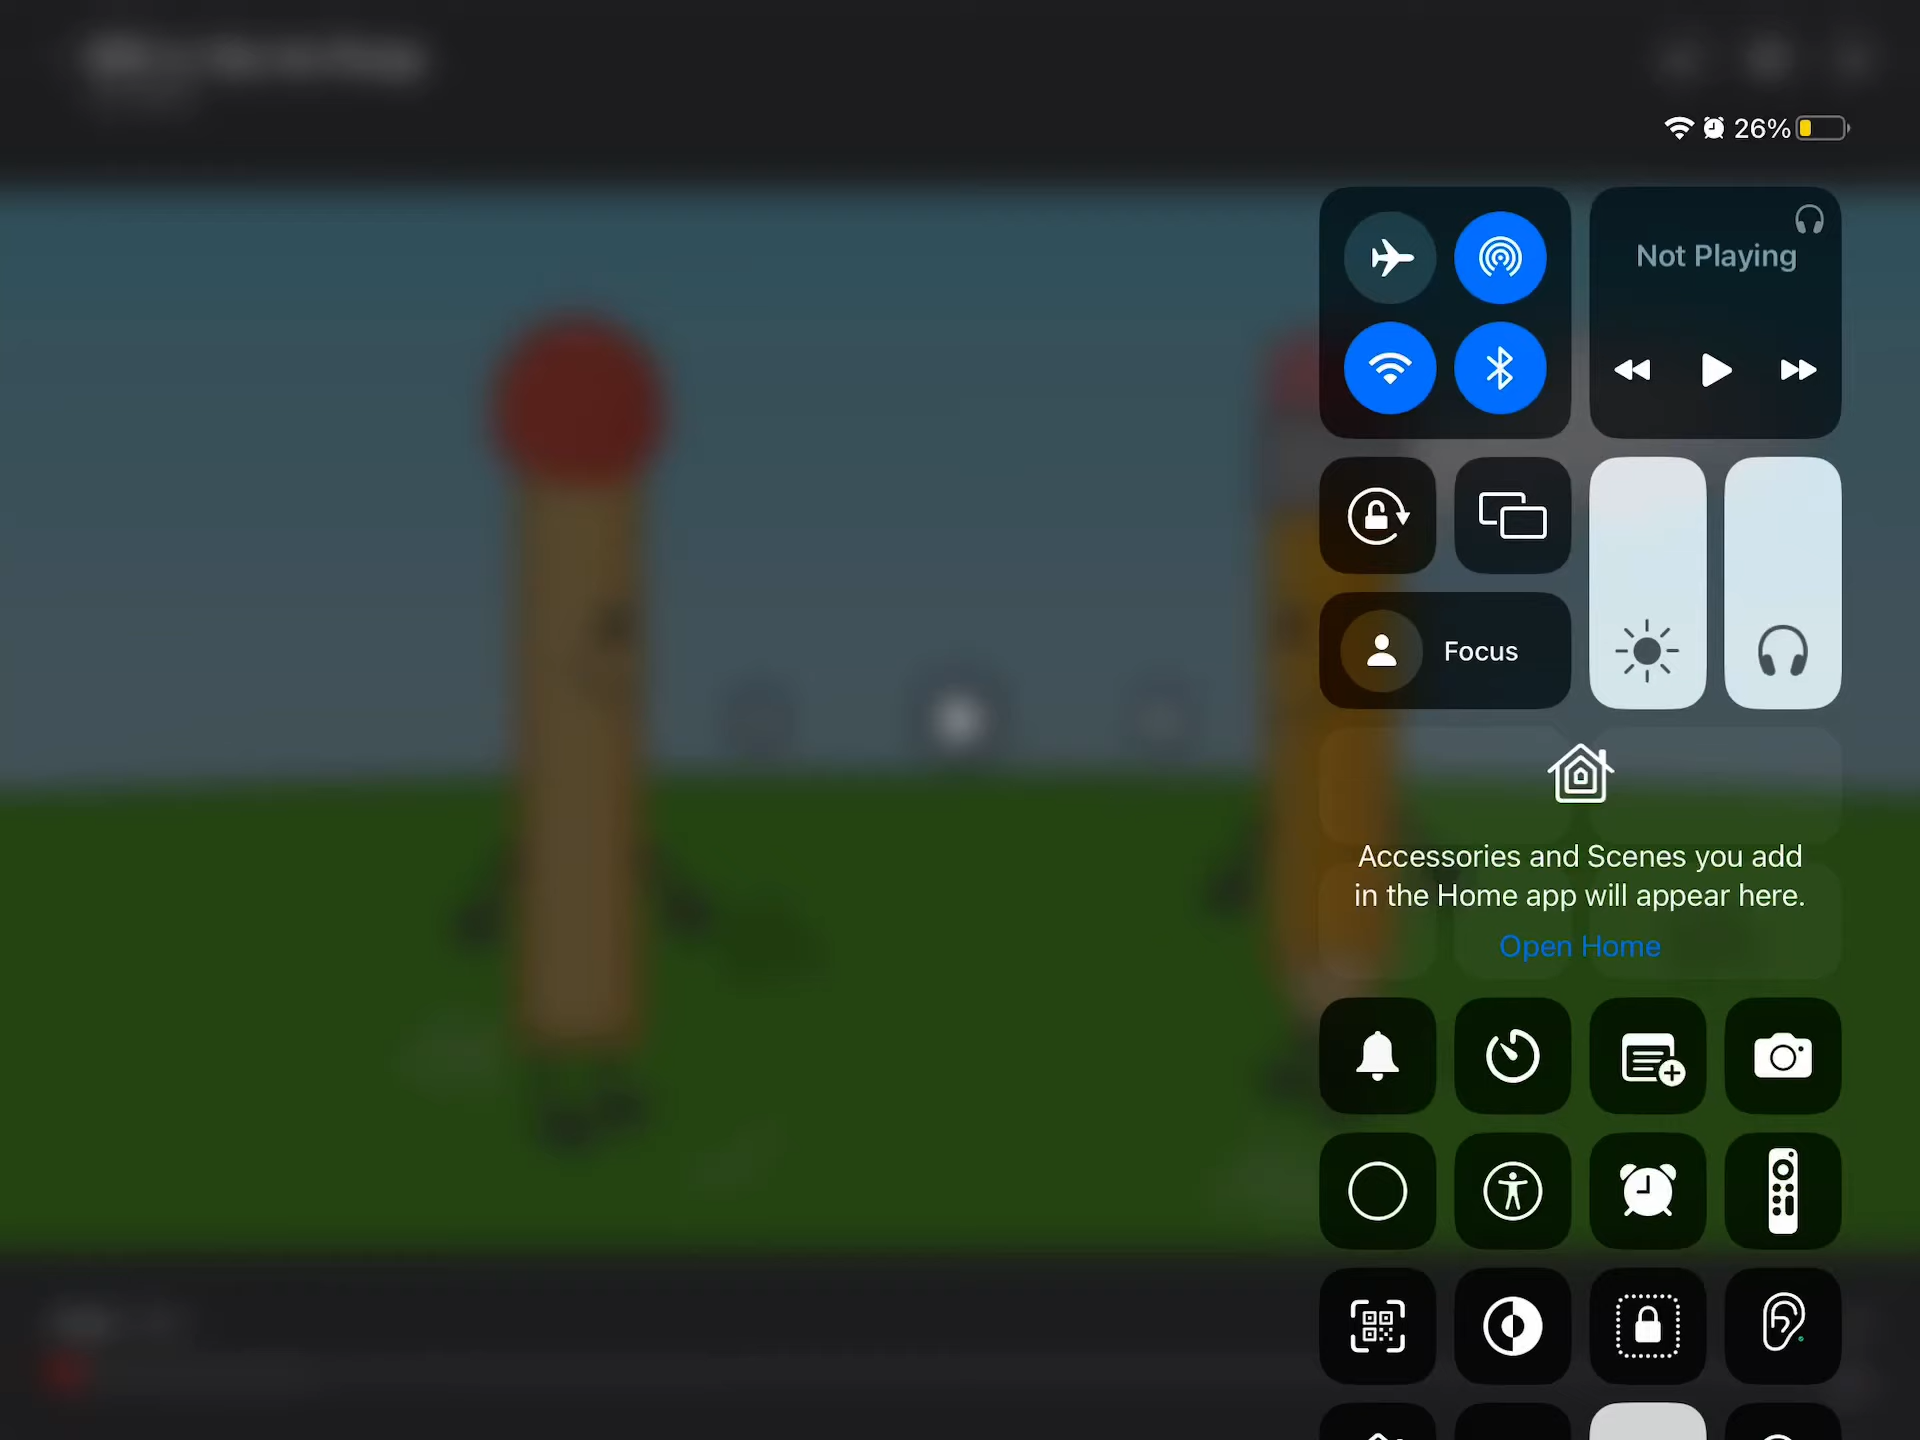 26%
Not Playing
Focus
Accessories and Scenes you add
in the Home app will appear here.
Open Home